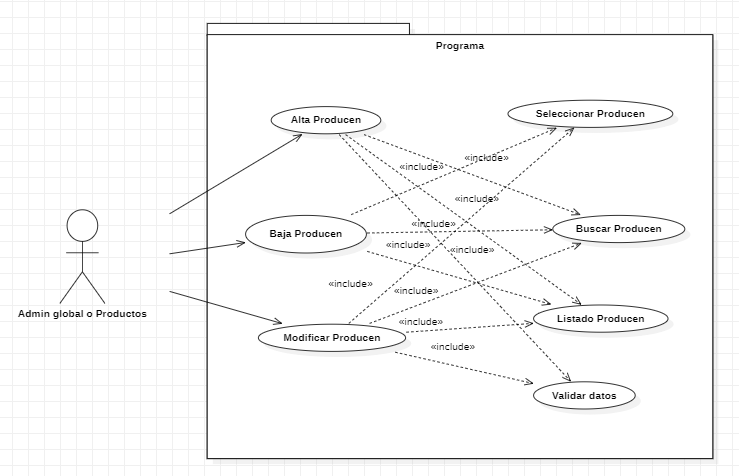 Programa
Alta Producen
Seleccionar Producen
«include»
«include»
«include»
Baja Producen
«include»
Buscar Producen
«include»
«include»
«include»
«include»
Admin global o Productos
Listado Producen
«include»
Modificar Producen
«include»
Validar datos